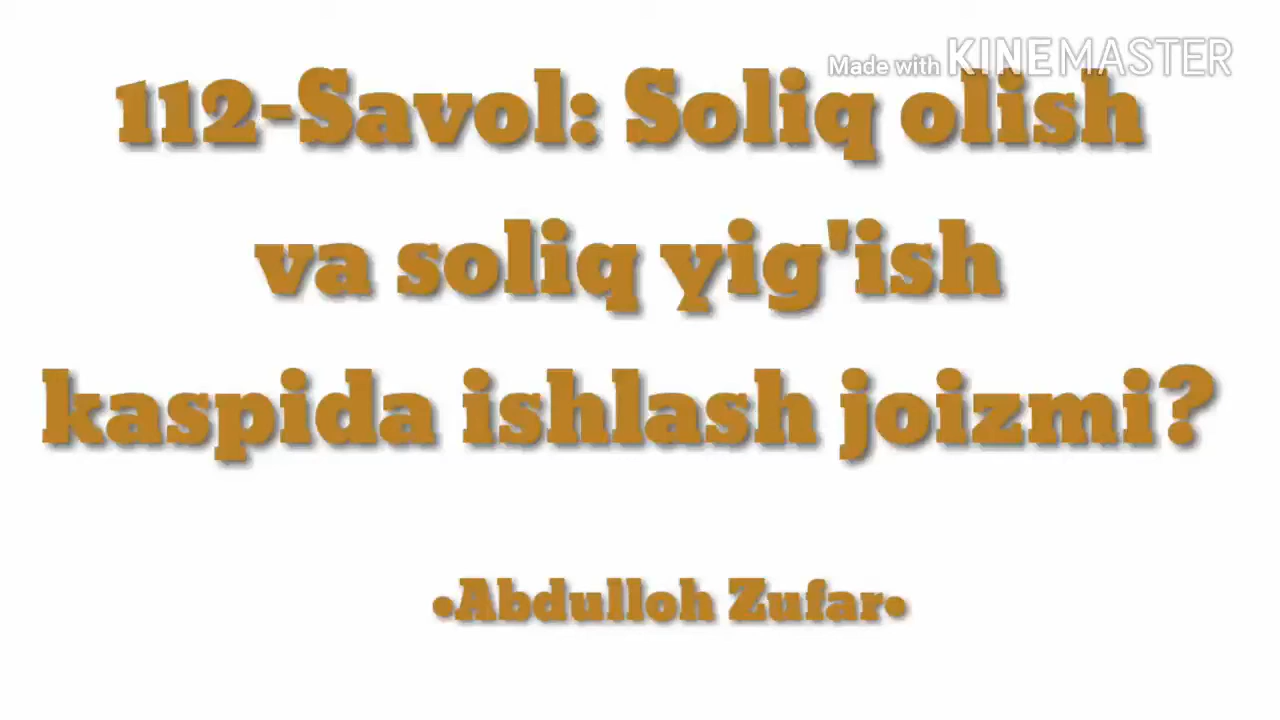 Made with KINEMASTER
112-Savol: Soliq olish
va soliq yig'ish
kaspida ishlash joizmi?
•Abdulloh Zufar•